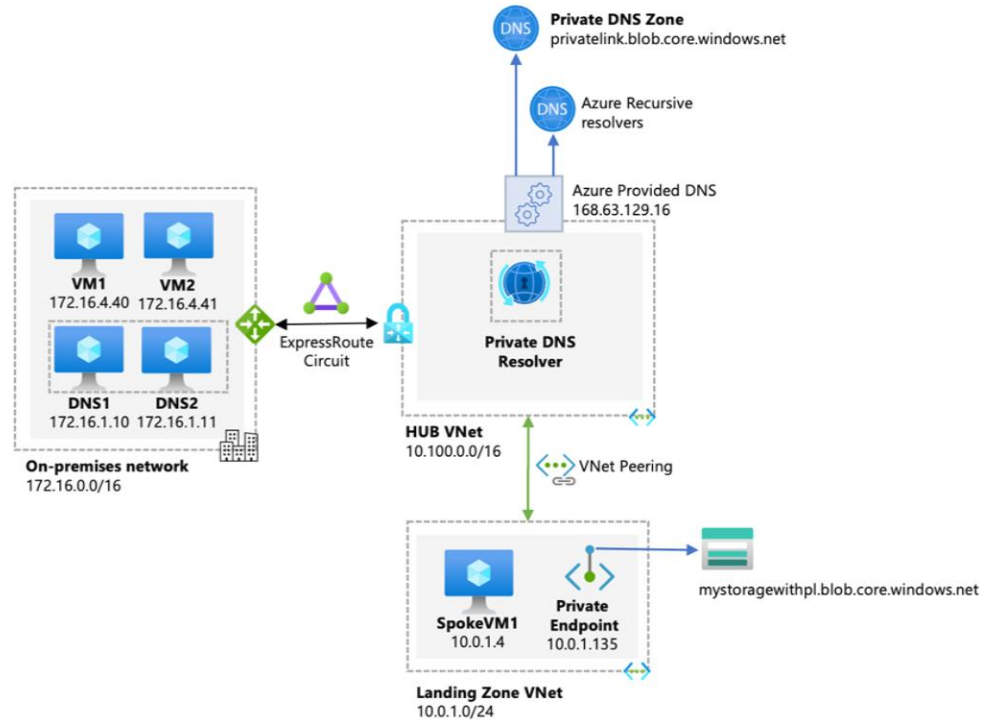 Private DNS Zone
privatelink.blob.core.windows.net
DNS
DNS
Azure Recursive
resolvers
Azure Provided DNS
168.63.129.16
VM1
172.16.4.40
VM2
172.16.4.41
DNS1
172.16.1.10
DNS2
172.16.1.11
On-premises network
172.16.0.0/16
ExpressRoute
Circuit
Private DNS
Resolver
HUB VNet
10.100.0.0/16
VNet Peering
SpokeVM1
10.0.1.4
Private
Endpoint
10.0.1.135
mystoragewithpl.blob.core.windows.net
Landing Zone VNet
10.0.1.0/24